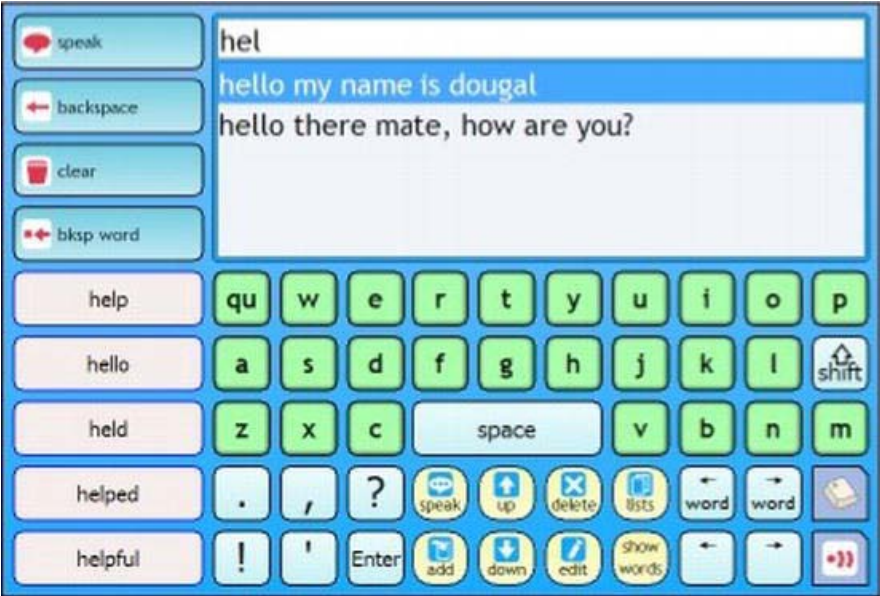 speak
hel
hello my name is dougal
backspace
hello there mate, how are you?
clear
bksp word
help
qu w e r t y u i o p
hello
a s d f g h j k l shift
held
z x c space v b n m
helped
. , ? speak up delete lists ← word → word
helpful
! ' Enter add down edit show words ← →